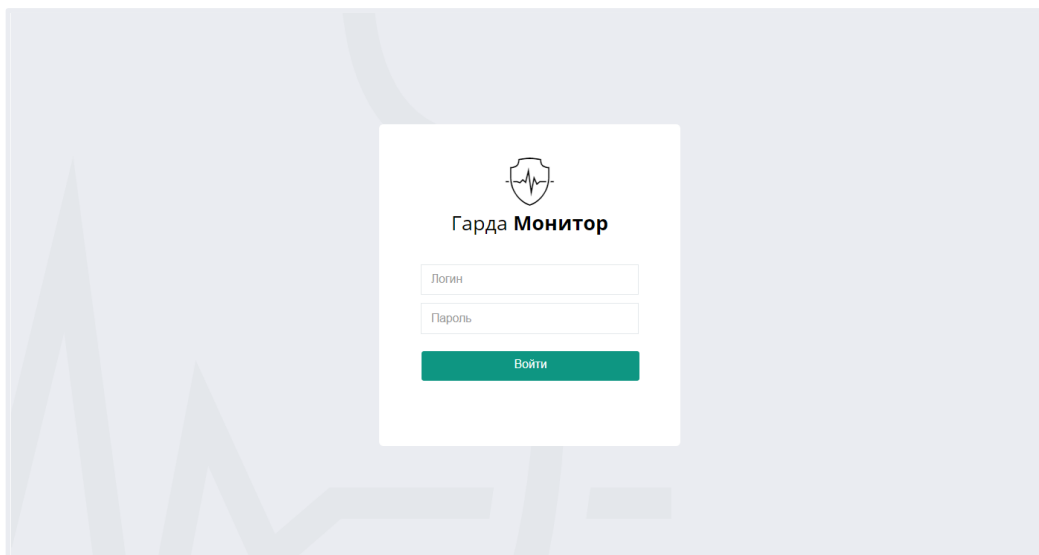 Гарда Монитор
Логин
Пароль
Войти